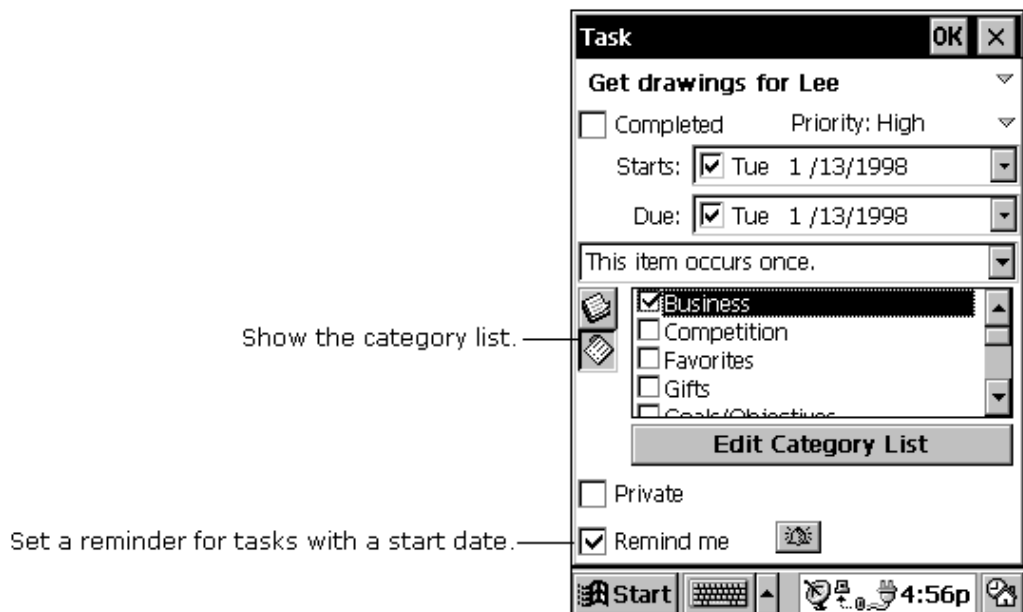 Task OK
Get drawings for Lee
Completed Priority: High
Starts: Tue 1 /13/1998
Due: Tue 1 /13/1998
This item occurs once.
Business
Show the category list.
Competition
Favorites
Gifts
Goals/Objectives
Edit Category List
Private
Set a reminder for tasks with a start date.
Remind me
Start 4:56p